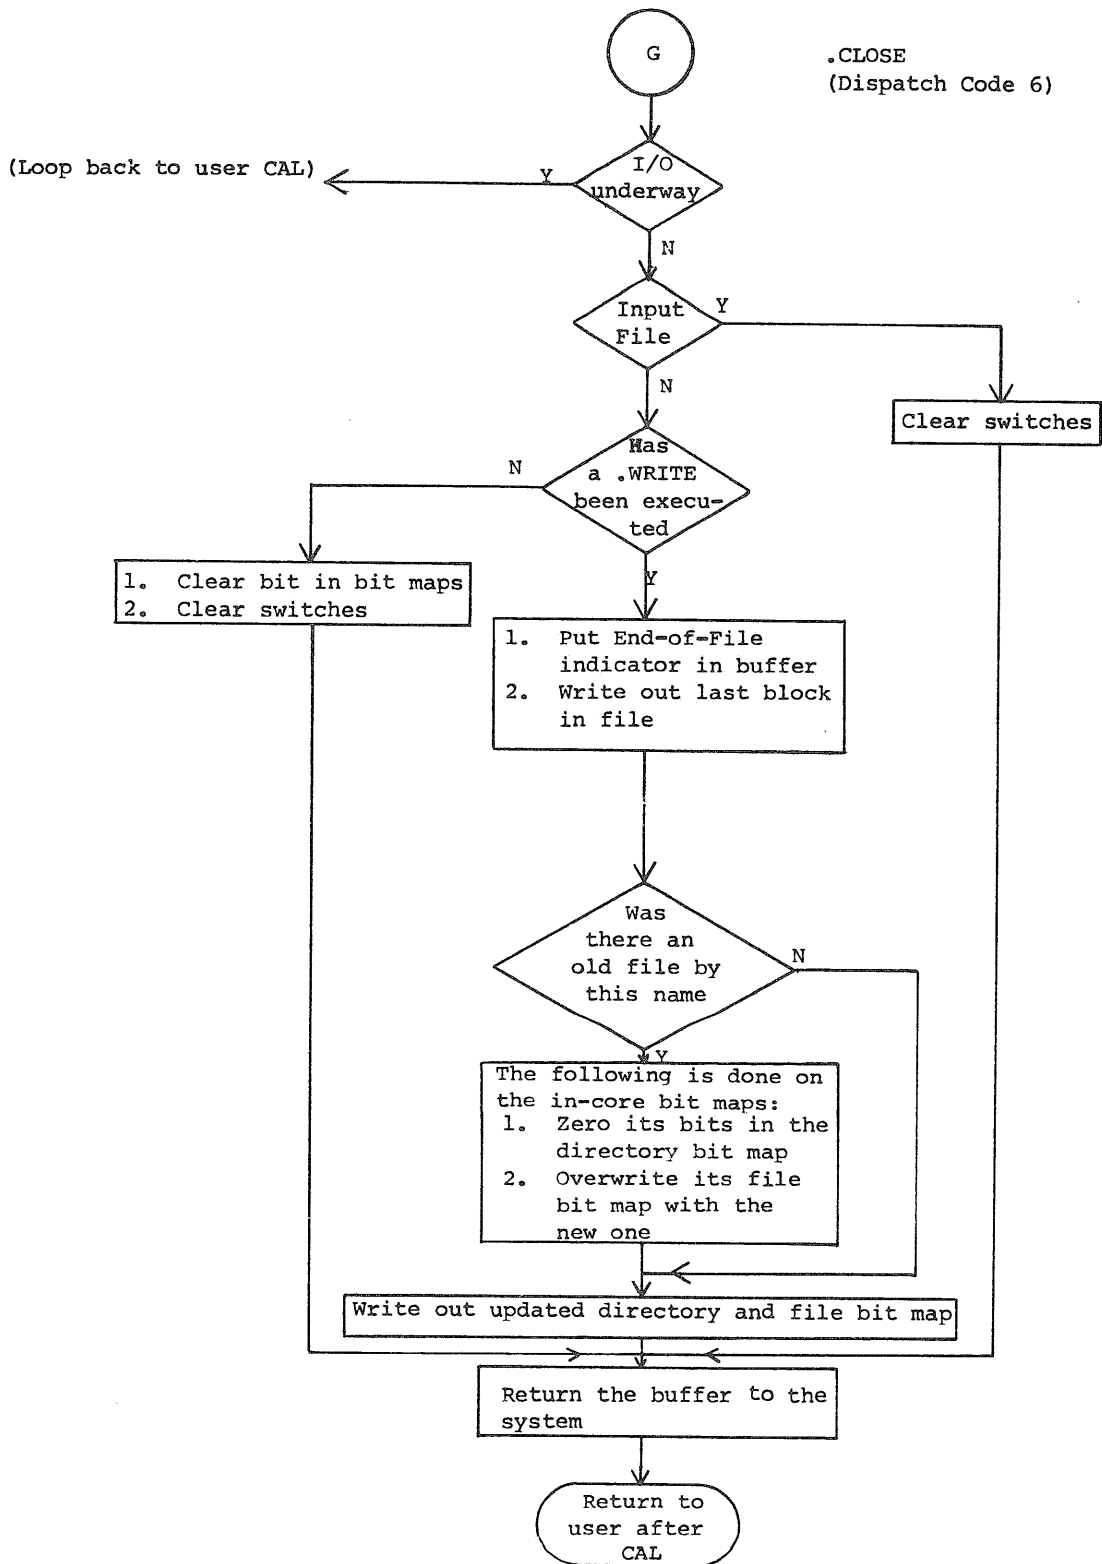 G
.CLOSE
(Dispatch Code 6)
(Loop back to user CAL)
Y
I/O
underway
N
Input
File
Y
N
Clear switches
Has
a .WRITE
been execu-
ted
N
Y
1. Clear bit in bit maps
2. Clear switches
1. Put End-of-File
indicator in buffer
2. Write out last block
in file
Was
there an
old file by
this name
N
Y
The following is done on
the in-core bit maps:
1. Zero its bits in the
directory bit map
2. Overwrite its file
bit map with the
new one
Write out updated directory and file bit map
Return the buffer to the
system
Return to
user after
CAL